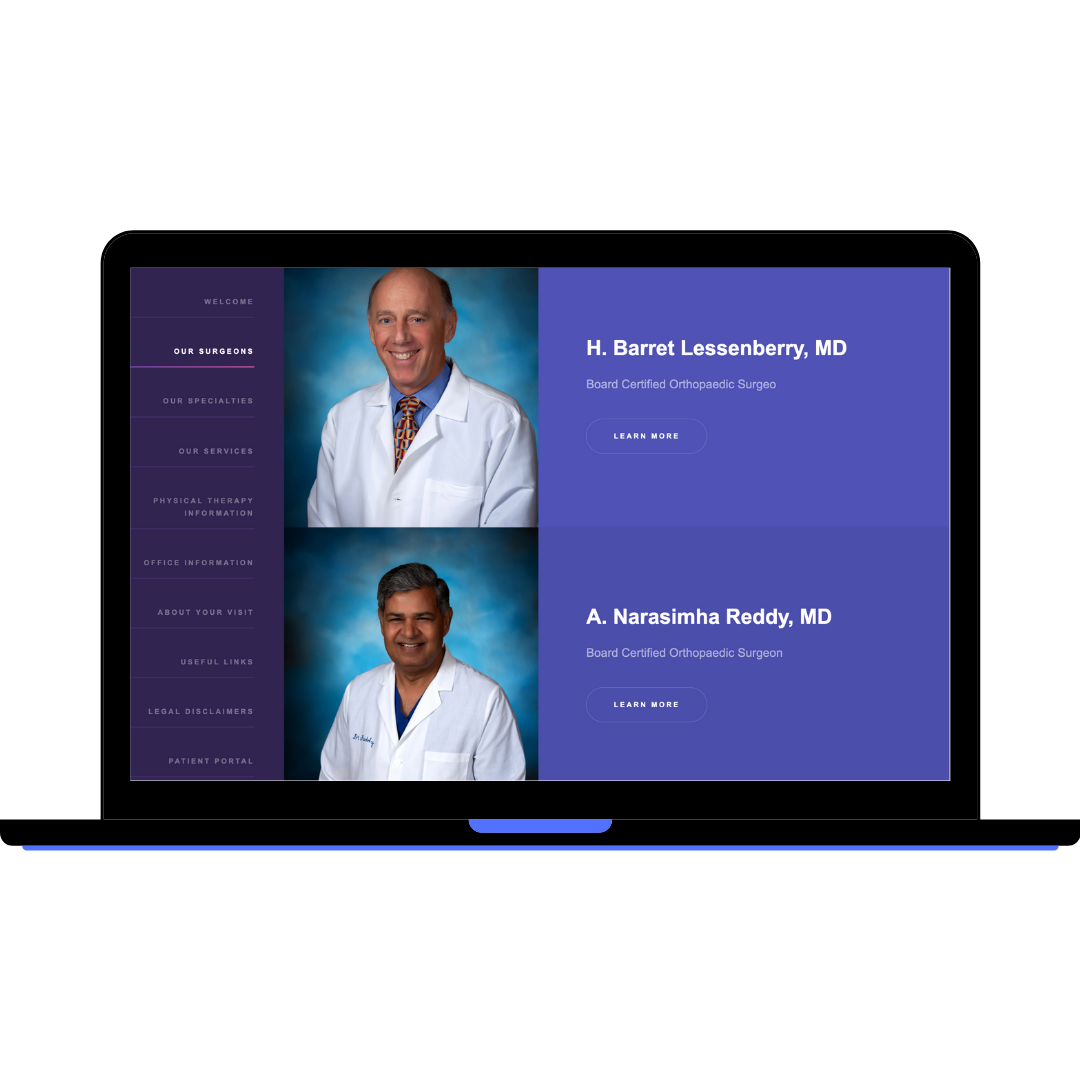 WELCOME
OUR SURGEONS
OUR SPECIALTIES
OUR SERVICES
PHYSICAL THERAPY
INFORMATION
OFFICE INFORMATION
ABOUT YOUR VISIT
USEFUL LINKS
LEGAL DISCLAIMERS
PATIENT PORTAL
H. Barret Lessenberry, MD
Board Certified Orthopaedic Surgeo
LEARN MORE
A. Narasimha Reddy, MD
Board Certified Orthopaedic Surgeon
LEARN MORE